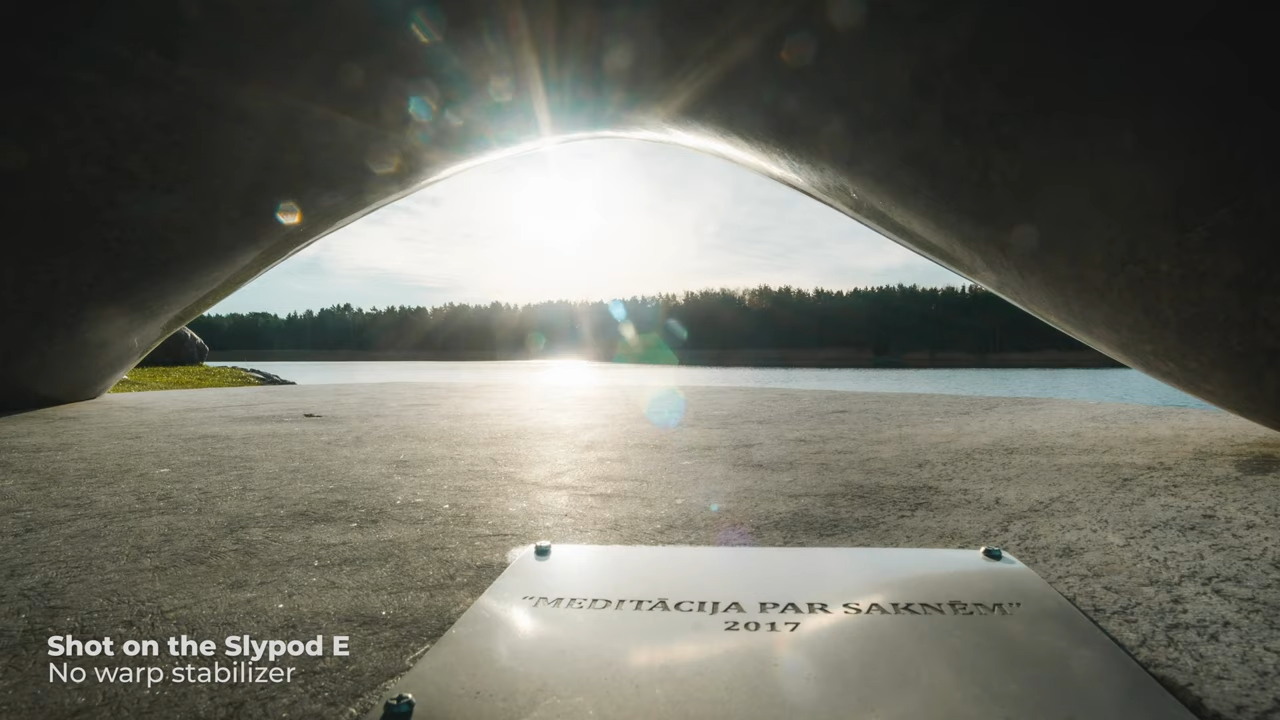 "MEDITĀCIJA PAR SAKNĒM"
2017
Shot on the Slypod E
No warp stabilizer